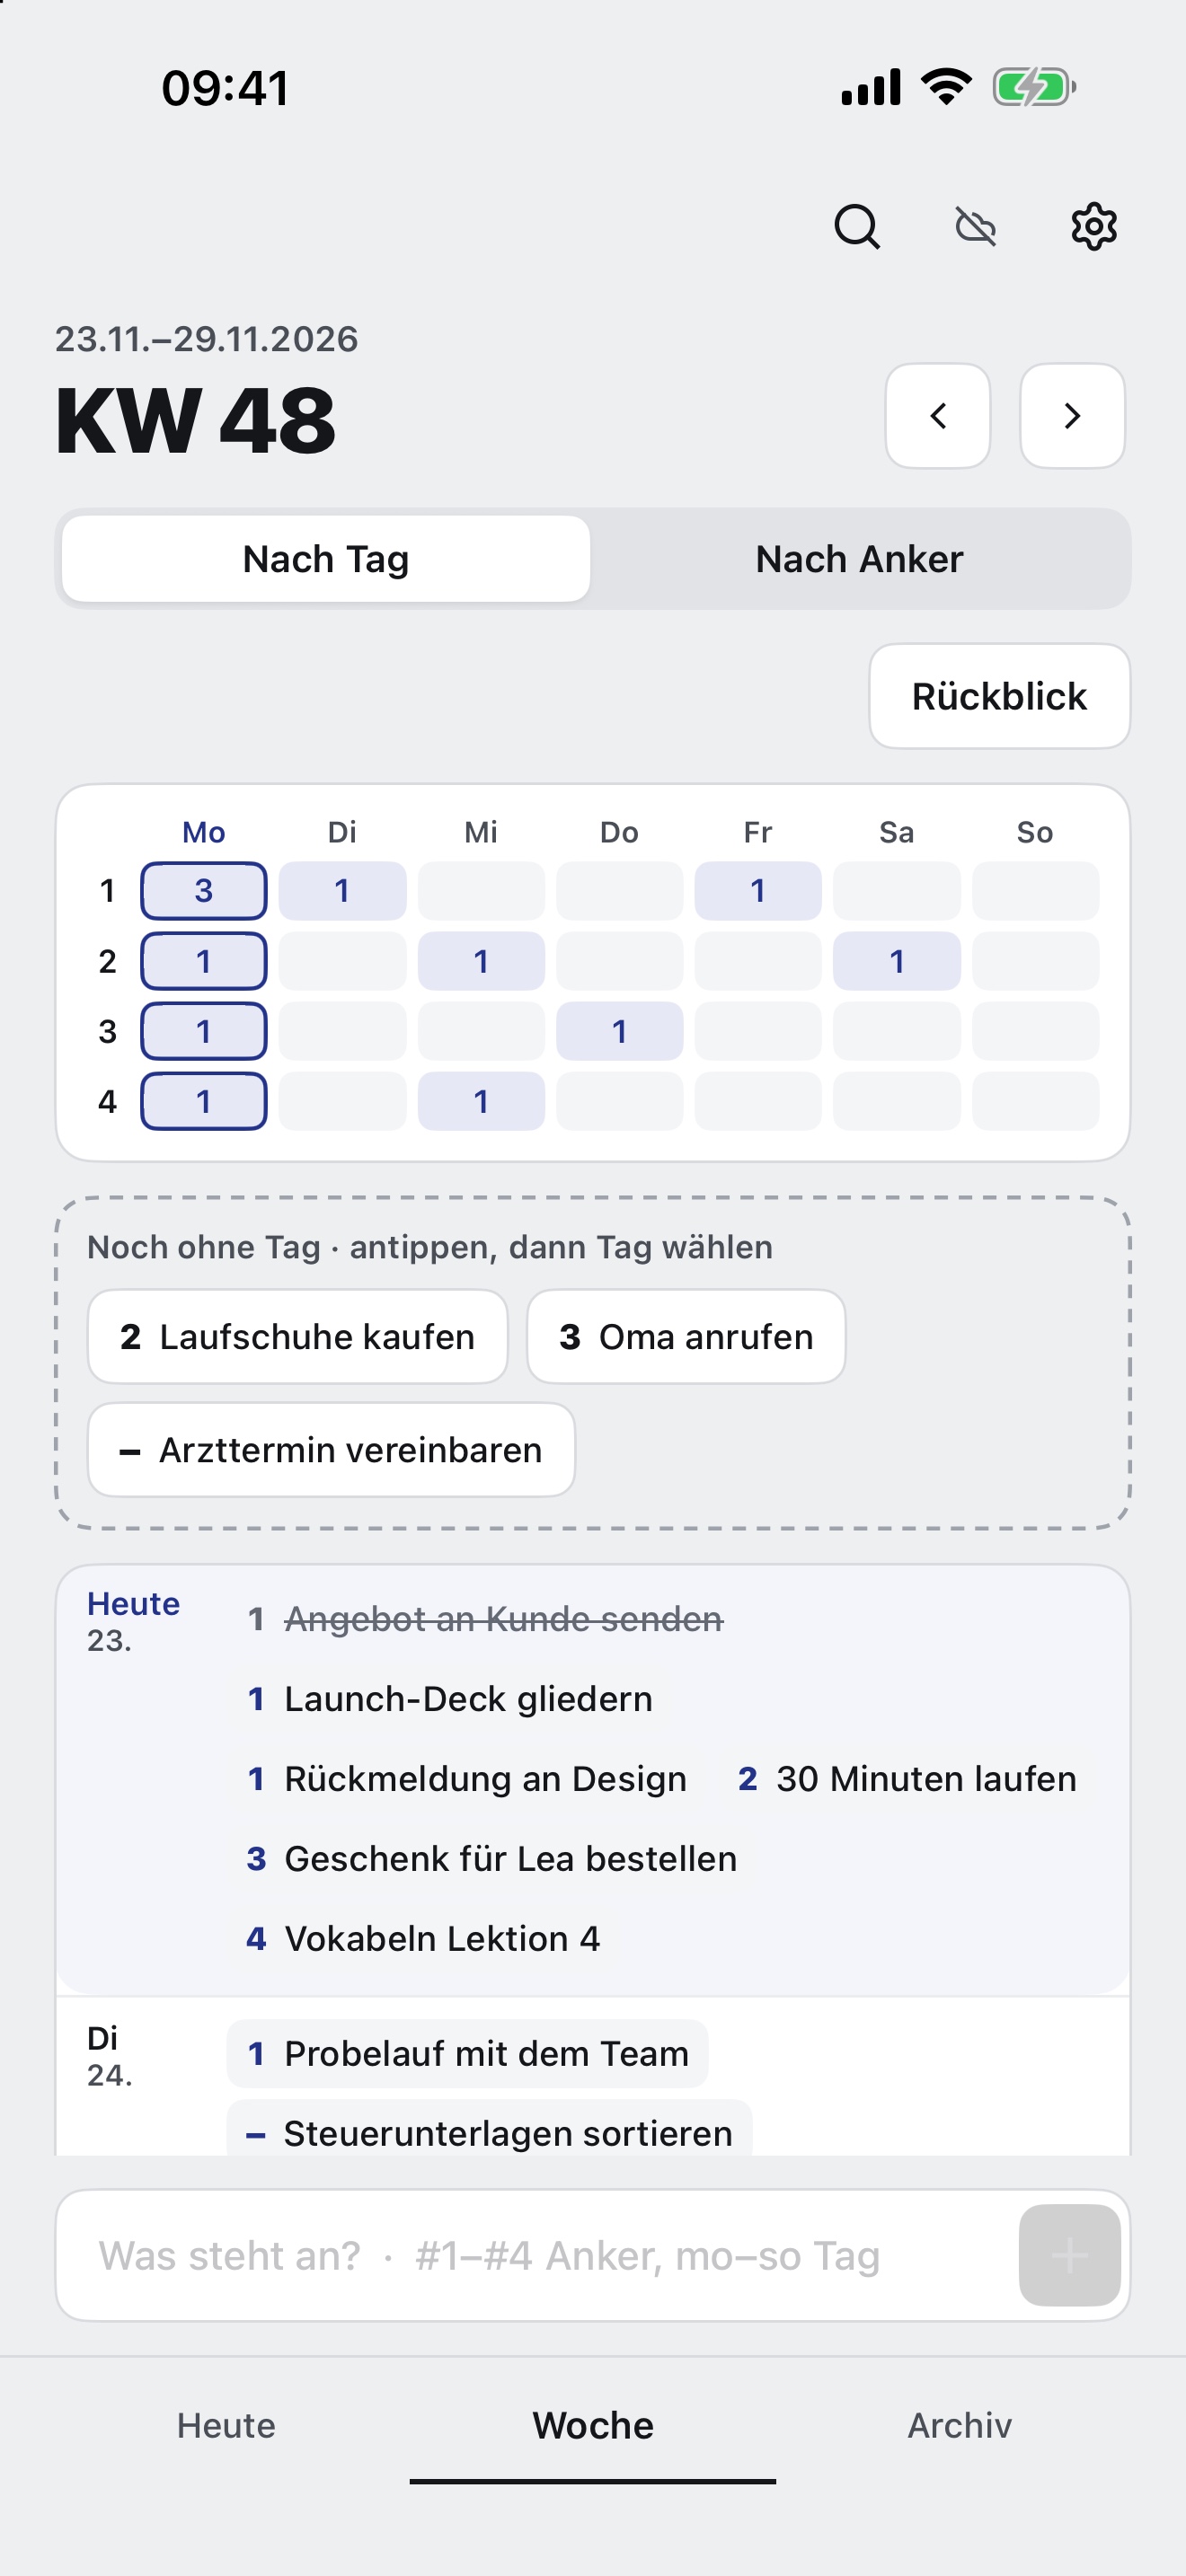 09:41
23.11.–29.11.2026
KW 48
Nach Tag Nach Anker
Rückblick
Mo Di Mi Do Fr Sa So
1 3 1 1
2 1 1 1
3 1 1
4 1 1
Noch ohne Tag · antippen, dann Tag wählen
2 Laufschuhe kaufen 3 Oma anrufen
– Arzttermin vereinbaren
Heute 1 Angebot an Kunde senden
23.
1 Launch-Deck gliedern
1 Rückmeldung an Design 2 30 Minuten laufen
3 Geschenk für Lea bestellen
4 Vokabeln Lektion 4
Di 1 Probelauf mit dem Team
24.
– Steuerunterlagen sortieren
Was steht an? · #1–#4 Anker, mo–so Tag
Heute Woche Archiv